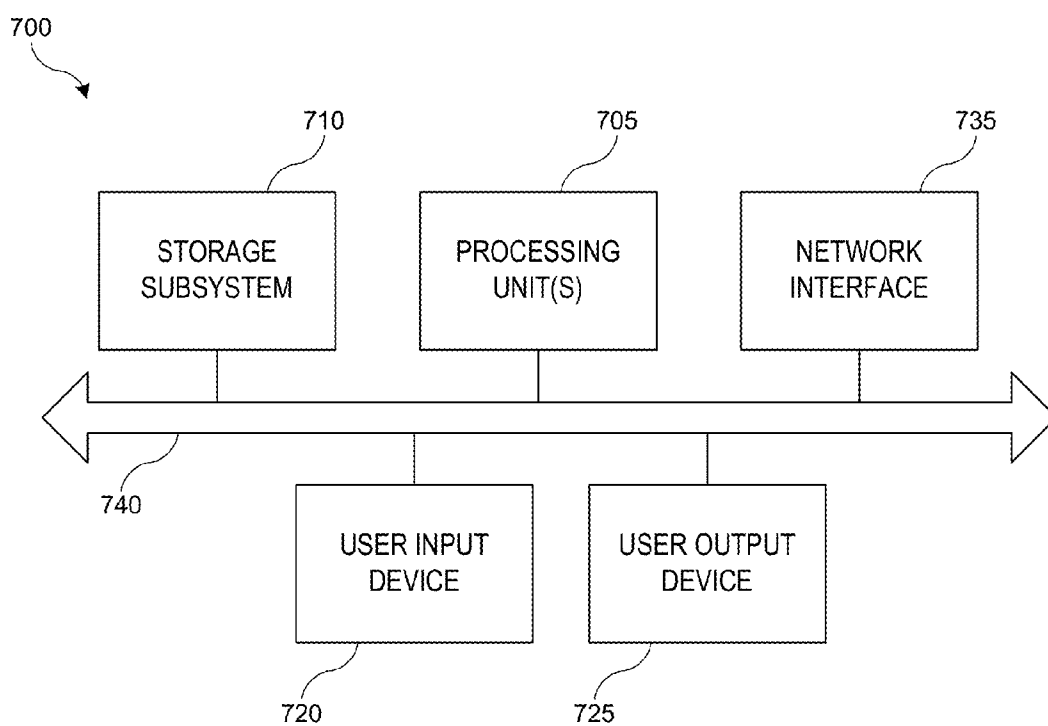 700
710
705
735
STORAGE
SUBSYSTEM
PROCESSING
UNIT(S)
NETWORK
INTERFACE
740
USER INPUT
DEVICE
USER OUTPUT
DEVICE
720
725